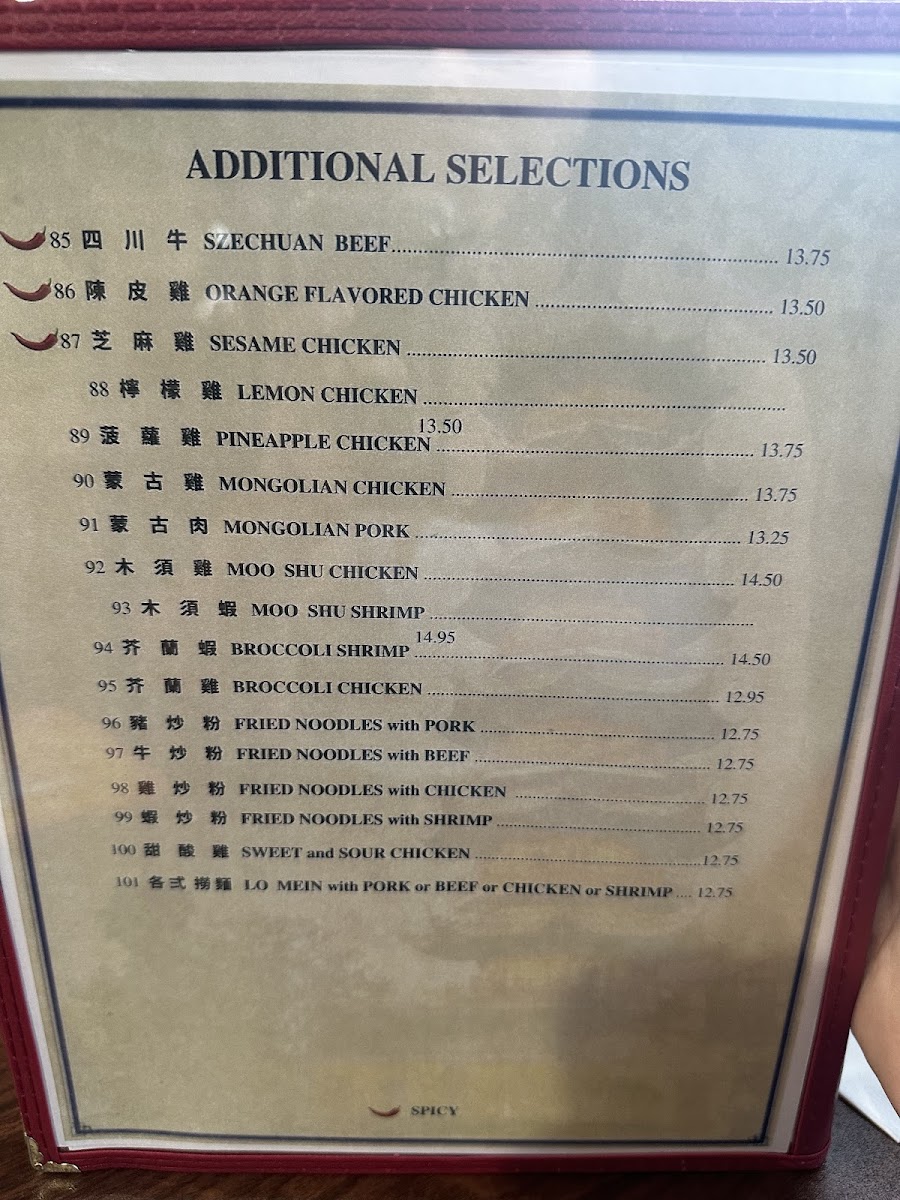 ADDITIONAL SELECTIONS
85 四 川 牛 SZECHUAN BEEF........ 13.75
86 陳 皮 雞 ORANGE FLAVORED CHICKEN ........ 13.50
87 芝 麻 雞 SESAME CHICKEN ........ 13.50
88 檸 檬 雞 LEMON CHICKEN ........
13.50
89 菠 蘿 雞 PINEAPPLE CHICKEN ........ 13.75
90 蒙 古 雞 MONGOLIAN CHICKEN ........ 13.75
91 蒙 古 肉 MONGOLIAN PORK ........ 13.25
92 木 須 雞 MOO SHU CHICKEN ........ 14.50
93 木 須 蝦 MOO SHU SHRIMP ........
14.95
94 芥 蘭 蝦 BROCCOLI SHRIMP ........ 14.50
95 芥 蘭 雞 BROCCOLI CHICKEN ........ 12.95
96 豬 炒 粉 FRIED NOODLES with PORK ........ 12.75
97 牛 炒 粉 FRIED NOODLES with BEEF ........ 12.75
98 雞 炒 粉 FRIED NOODLES with CHICKEN ........ 12.75
99 蝦 炒 粉 FRIED NOODLES with SHRIMP ........ 12.75
100 甜 酸 雞 SWEET and SOUR CHICKEN ........ 12.75
101 各 式 撈 麵 LO MEIN with PORK or BEEF or CHICKEN or SHRIMP .... 12.75
SPICY